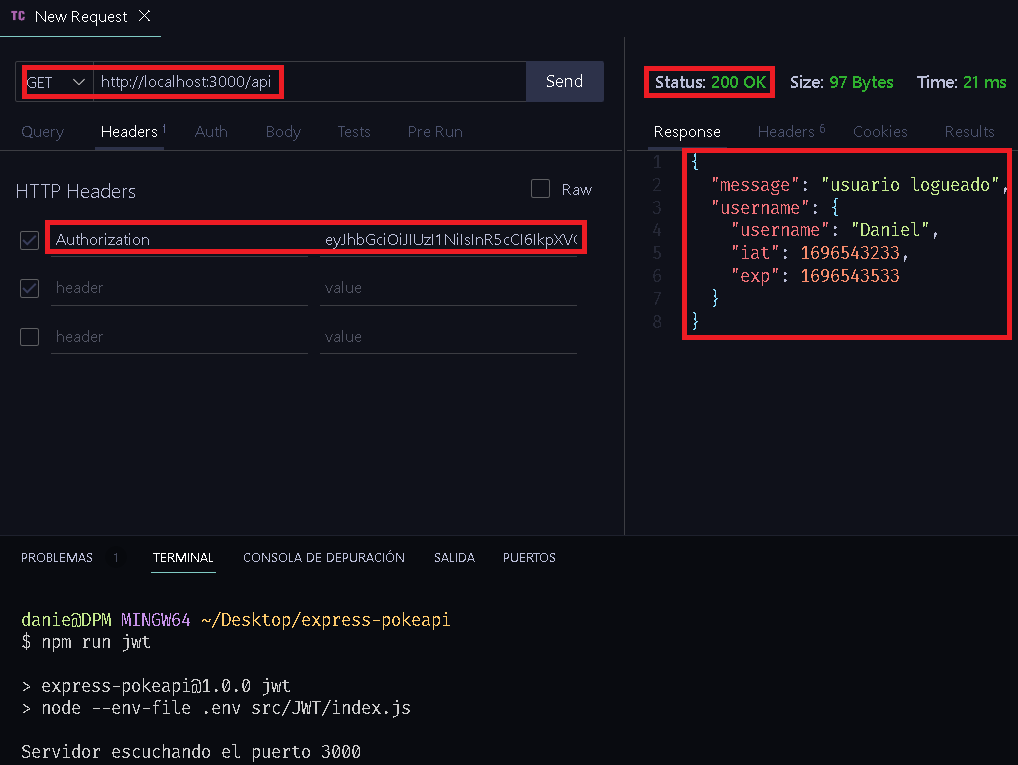 TC New Request
GET http://localhost:3000/api Send
Query Headers 1 Auth Body Tests Pre Run
HTTP Headers Raw
Authorization eyJhbGciOiJIUzI1NiIsInR5cCI6IkpXVC
header value
header value
Status: 200 OK Size: 97 Bytes Time: 21 ms
Response Headers 6 Cookies Results
1 {
2 "message": "usuario logueado",
3 "username": {
4 "username": "Daniel",
5 "iat": 1696543233,
6 "exp": 1696543533
7 }
8 }
PROBLEMAS 1 TERMINAL CONSOLA DE DEPURACIÓN SALIDA PUERTOS
danie@DPM MINGW64 ~/Desktop/express-pokeapi
$ npm run jwt
> express-pokeapi@1.0.0 jwt
> node --env-file .env src/JWT/index.js
Servidor escuchando el puerto 3000